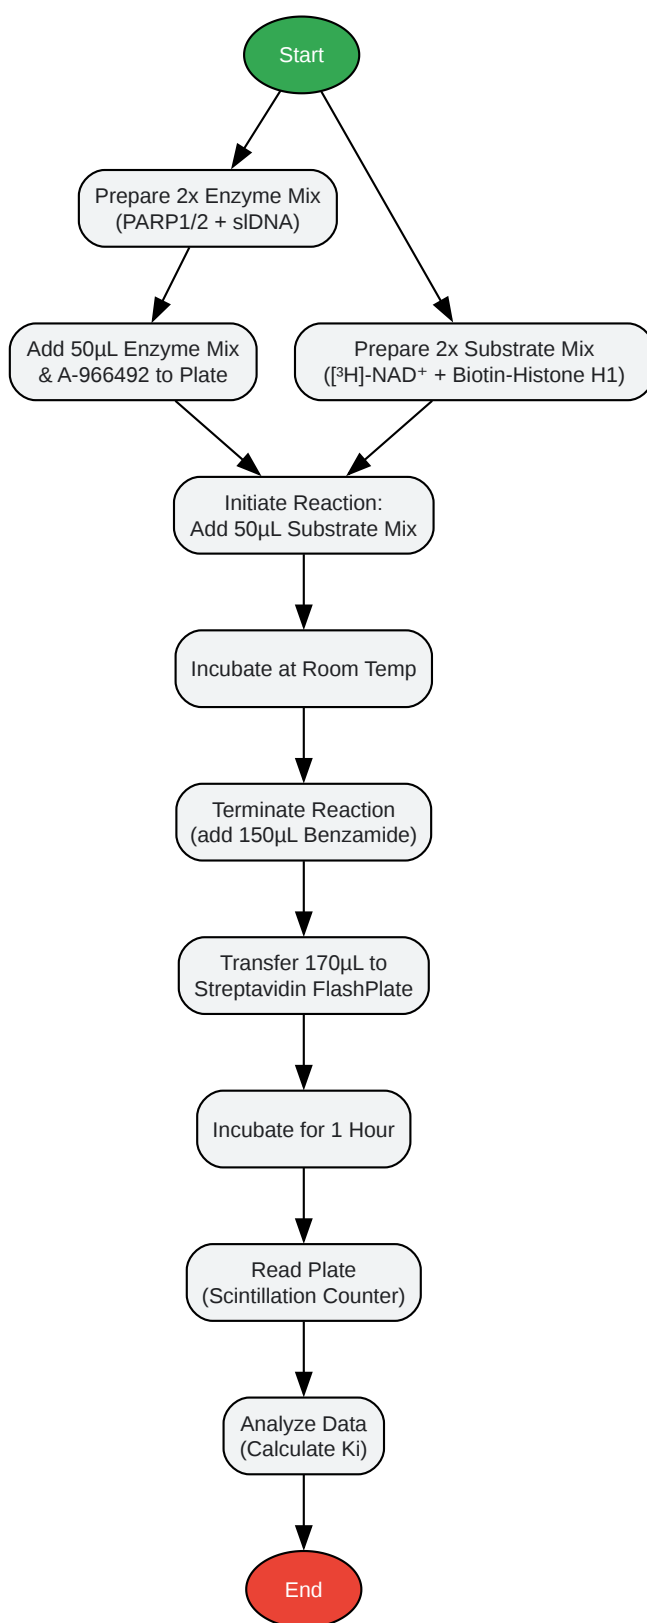 Start
Prepare 2x Enzyme Mix
(PARP1/2 + slDNA)
Add 50µL Enzyme Mix
& A-966492 to Plate
Prepare 2x Substrate Mix
([³H]-NAD⁺ + Biotin-Histone H1)
Initiate Reaction:
Add 50µL Substrate Mix
Incubate at Room Temp
Terminate Reaction
(add 150µL Benzamide)
Transfer 170µL to
Streptavidin FlashPlate
Incubate for 1 Hour
Read Plate
(Scintillation Counter)
Analyze Data
(Calculate Ki)
End